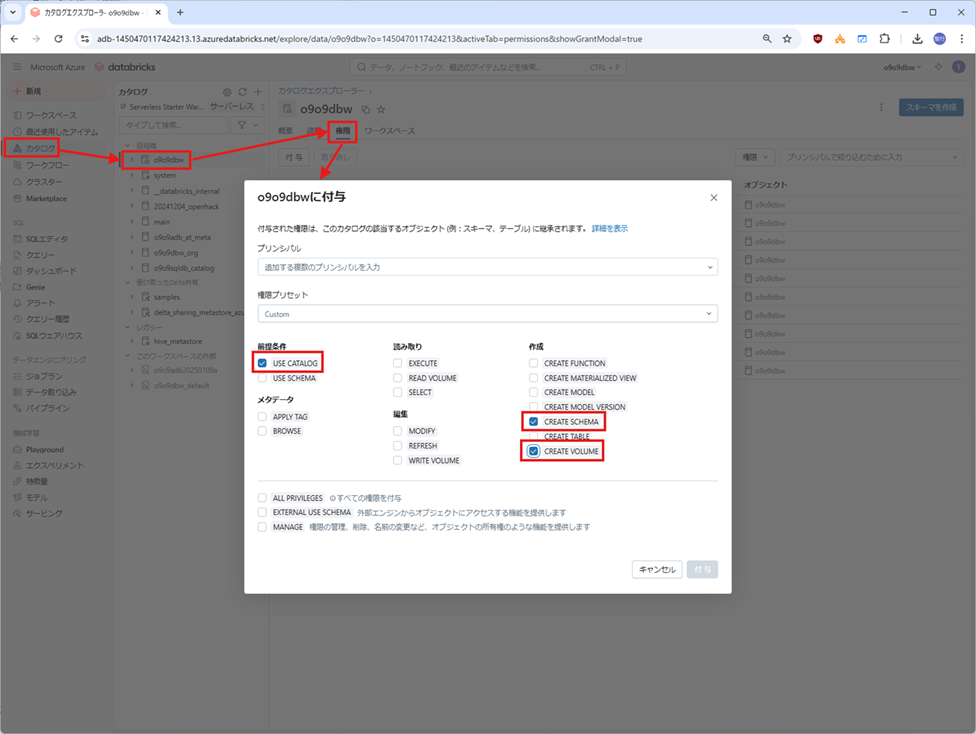 カタログエクスプローラ- o9o9dbw -
adb-1450470117424213.13.azuredatabricks.net/explore/data/o9o9dbw?o=1450470117424213&activeTab=permissions&showGrantModal=true
Microsoft Azure databricks
データ、ノートブック、最近のアイテムなどを検索... CTRL + P
o9o9dbw
新規
ワークスペース
最近使用したアイテム
カタログ
ワークフロー
クラスター
Marketplace
SQL
SQLエディタ
クエリー
ダッシュボード
Genie
アラート
クエリー履歴
SQLウェアハウス
データエンジニアリング
ジョブラン
データ取り込み
パイプライン
機械学習
Playground
エクスペリメント
特徴量
モデル
サービング
カタログ
Serverless Starter War... サーバーレス
タイプして検索...
自組織
o9o9dbw
system
__databricks_internal
20241204_openhack
main
o9o9adb_at_meta
o9o9dbw_org
o9o9sqldb_catalog
受け取ったDelta共有
samples
delta_sharing_metastore_azu
レガシー
hive_metastore
このワークスペースの外部
o9o9adb20250109a
o9o9dbw_default
カタログエクスプローラー
o9o9dbw
スキーマを作成
概要
権限
ワークスペース
付与
権限
プリンシパルで絞り込むために入力
オブジェクト
o9o9dbw
o9o9dbw
o9o9dbw
o9o9dbw
o9o9dbw
o9o9dbw
o9o9dbw
o9o9dbw
o9o9dbw
o9o9dbw
o9o9dbwに付与
付与された権限は、このカタログの該当するオブジェクト (例：スキーマ、テーブル) に継承されます。 詳細を表示
プリンシパル
追加する複数のプリンシパルを入力
権限プリセット
Custom
前提条件
USE CATALOG
USE SCHEMA
メタデータ
APPLY TAG
BROWSE
読み取り
EXECUTE
READ VOLUME
SELECT
編集
MODIFY
REFRESH
WRITE VOLUME
作成
CREATE FUNCTION
CREATE MATERIALIZED VIEW
CREATE MODEL
CREATE MODEL VERSION
CREATE SCHEMA
CREATE TABLE
CREATE VOLUME
ALL PRIVILEGES すべての権限を付与
EXTERNAL USE SCHEMA 外部エンジンからオブジェクトにアクセスする機能を提供します
MANAGE 権限の管理、削除、名前の変更など、オブジェクトの所有権のような機能を提供します
キャンセル
付与